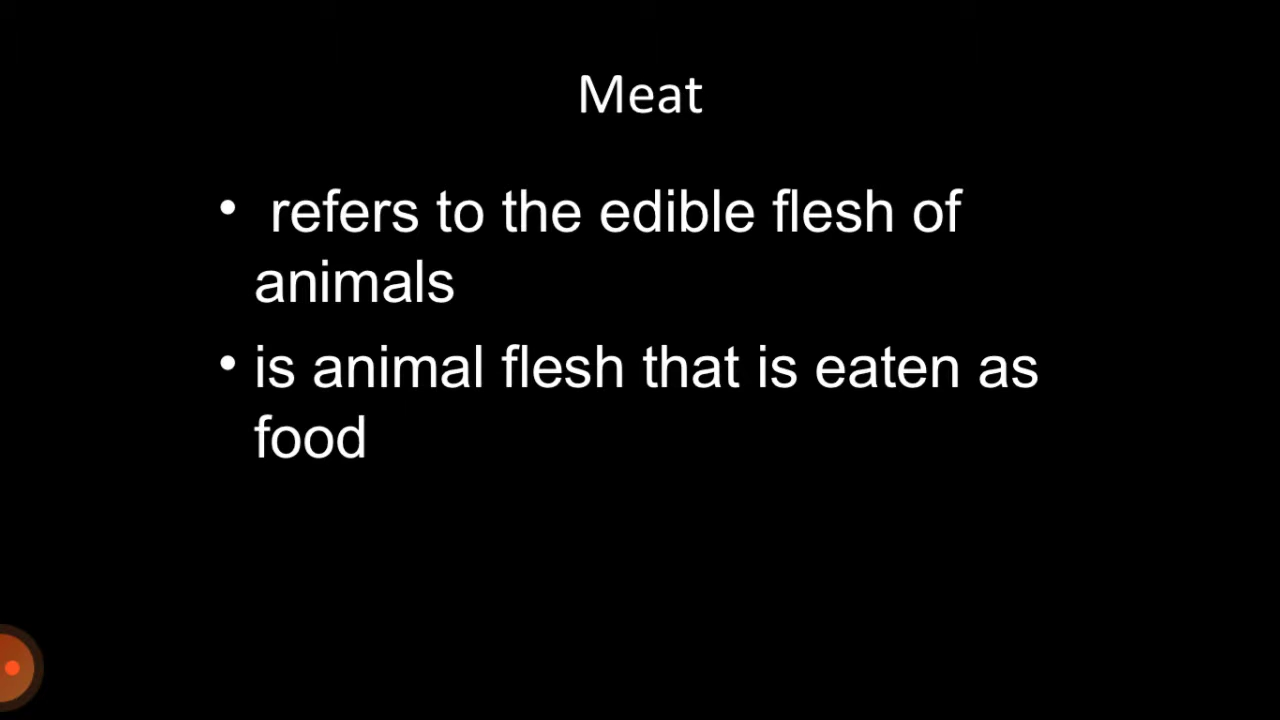 Meat
• refers to the edible flesh of
animals
• is animal flesh that is eaten as
food